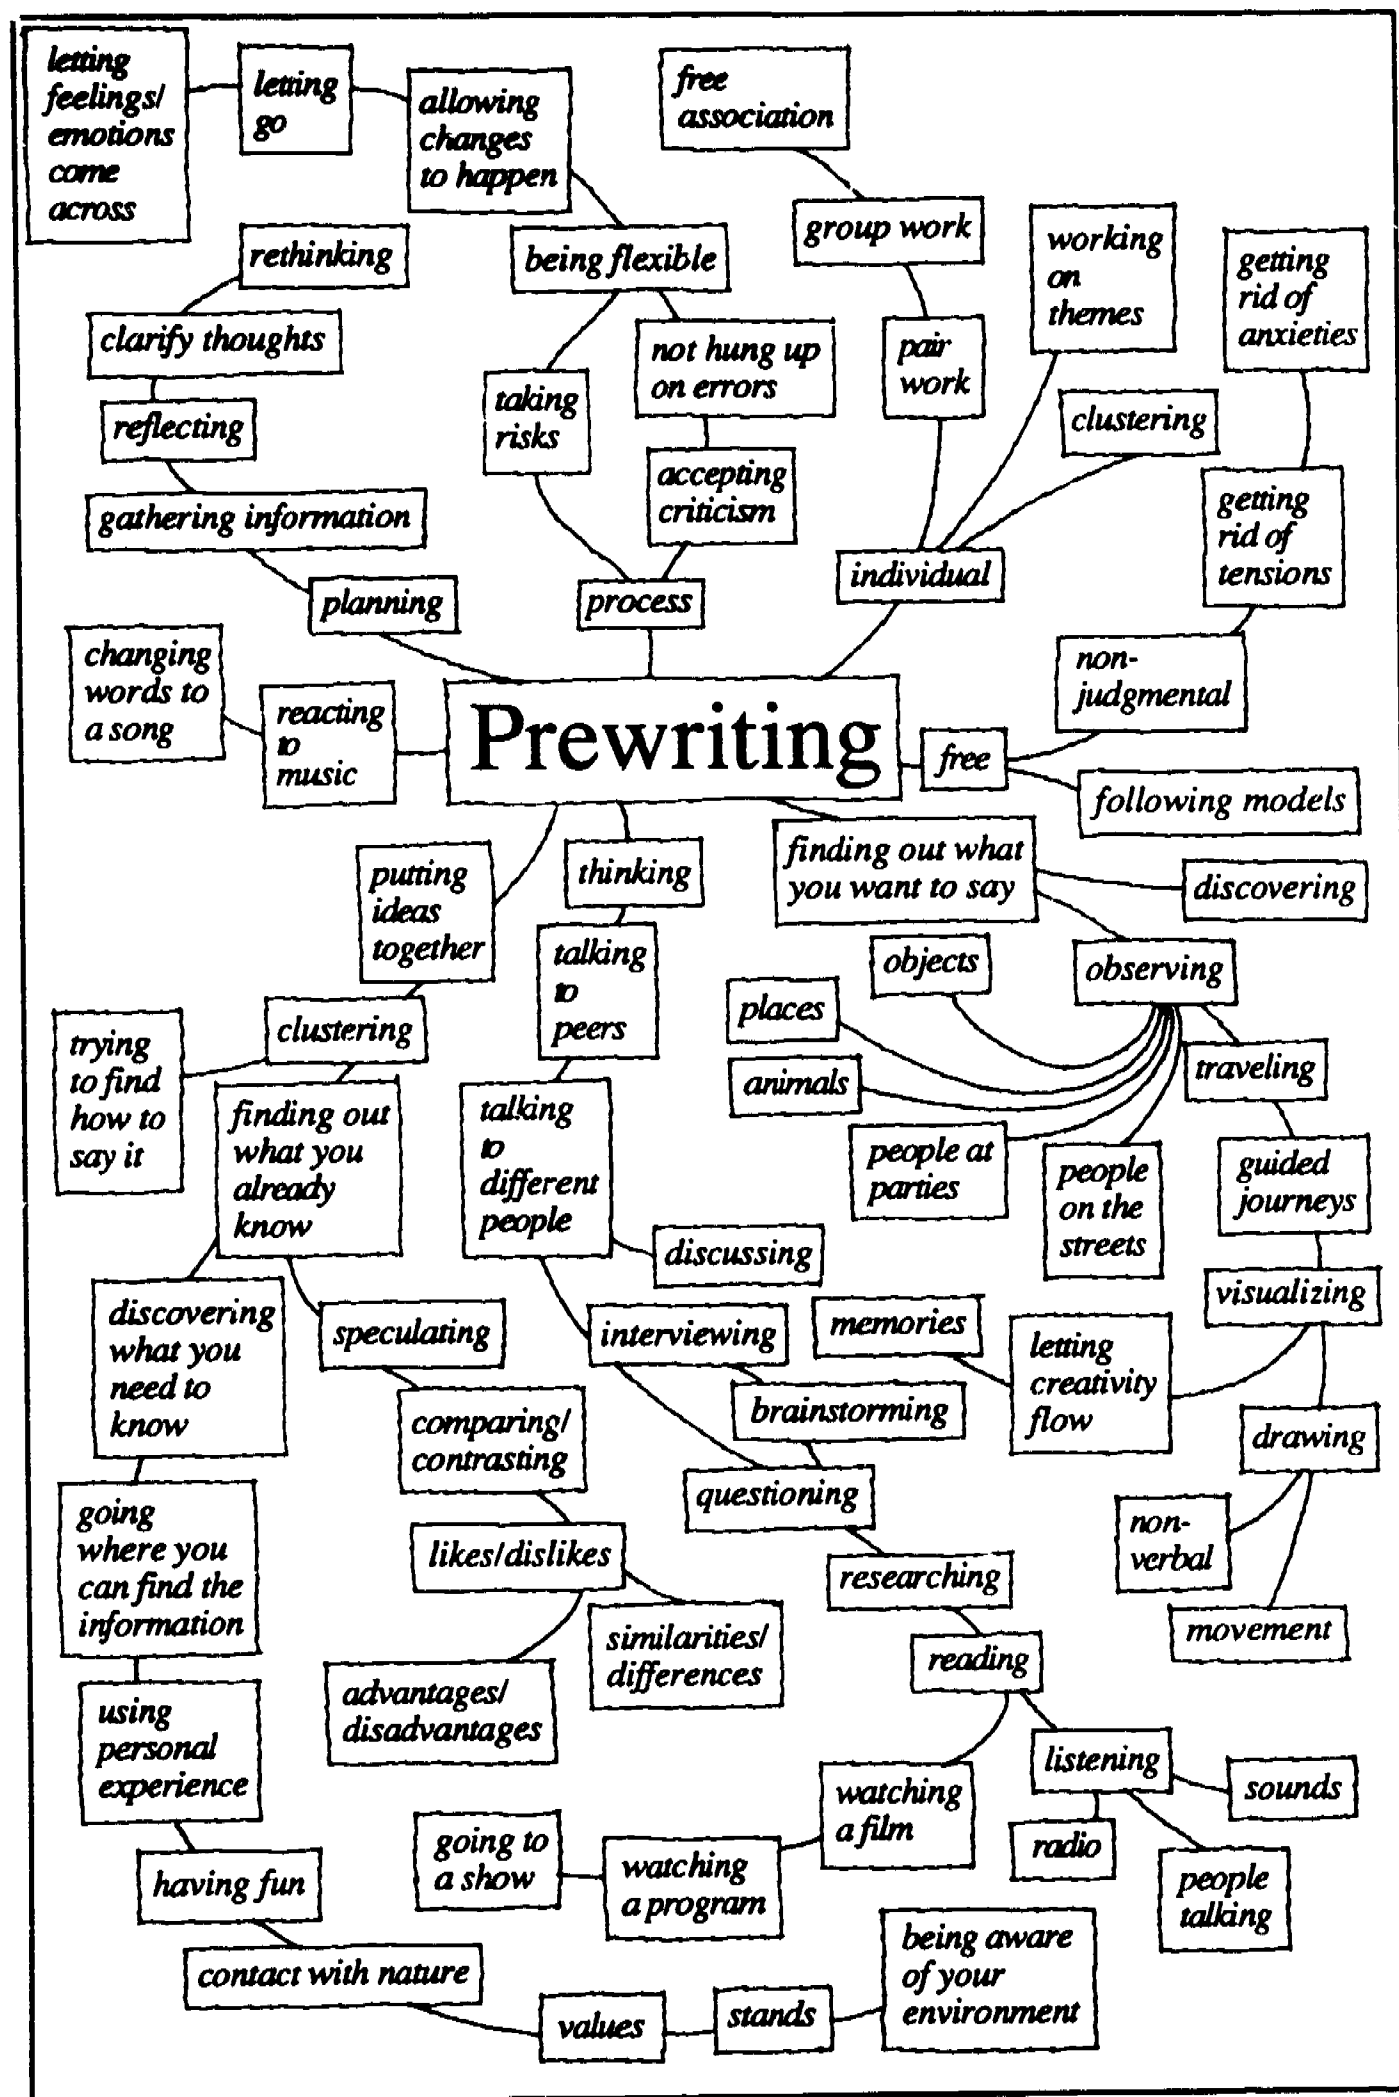 letting
feelings/
emotions
come
across
letting
go
allowing
changes
to happen
free
association
group work
working
on
themes
getting
rid of
anxieties
rethinking
being flexible
clarify thoughts
not hung up
on errors
pair
work
taking
risks
clustering
reflecting
accepting
criticism
getting
rid of
tensions
gathering information
individual
planning
process
changing
words to
a song
reacting
to
music
non-
judgmental
Prewriting
free
following models
putting
ideas
together
thinking
finding out what
you want to say
discovering
talking
to
peers
objects
observing
places
clustering
trying
to find
how to
say it
animals
traveling
finding out
what you
already
know
talking
to
different
people
people at
parties
people
on the
streets
guided
journeys
discussing
visualizing
discovering
what you
need to
know
speculating
interviewing
memories
letting
creativity
flow
comparing/
contrasting
brainstorming
drawing
questioning
going
where you
can find the
information
likes/dislikes
non-
verbal
researching
similarities/
differences
reading
movement
advantages/
disadvantages
using
personal
experience
listening
sounds
watching
a film
radio
people
talking
going to
a show
watching
a program
having fun
being aware
of your
environment
contact with nature
values
stands